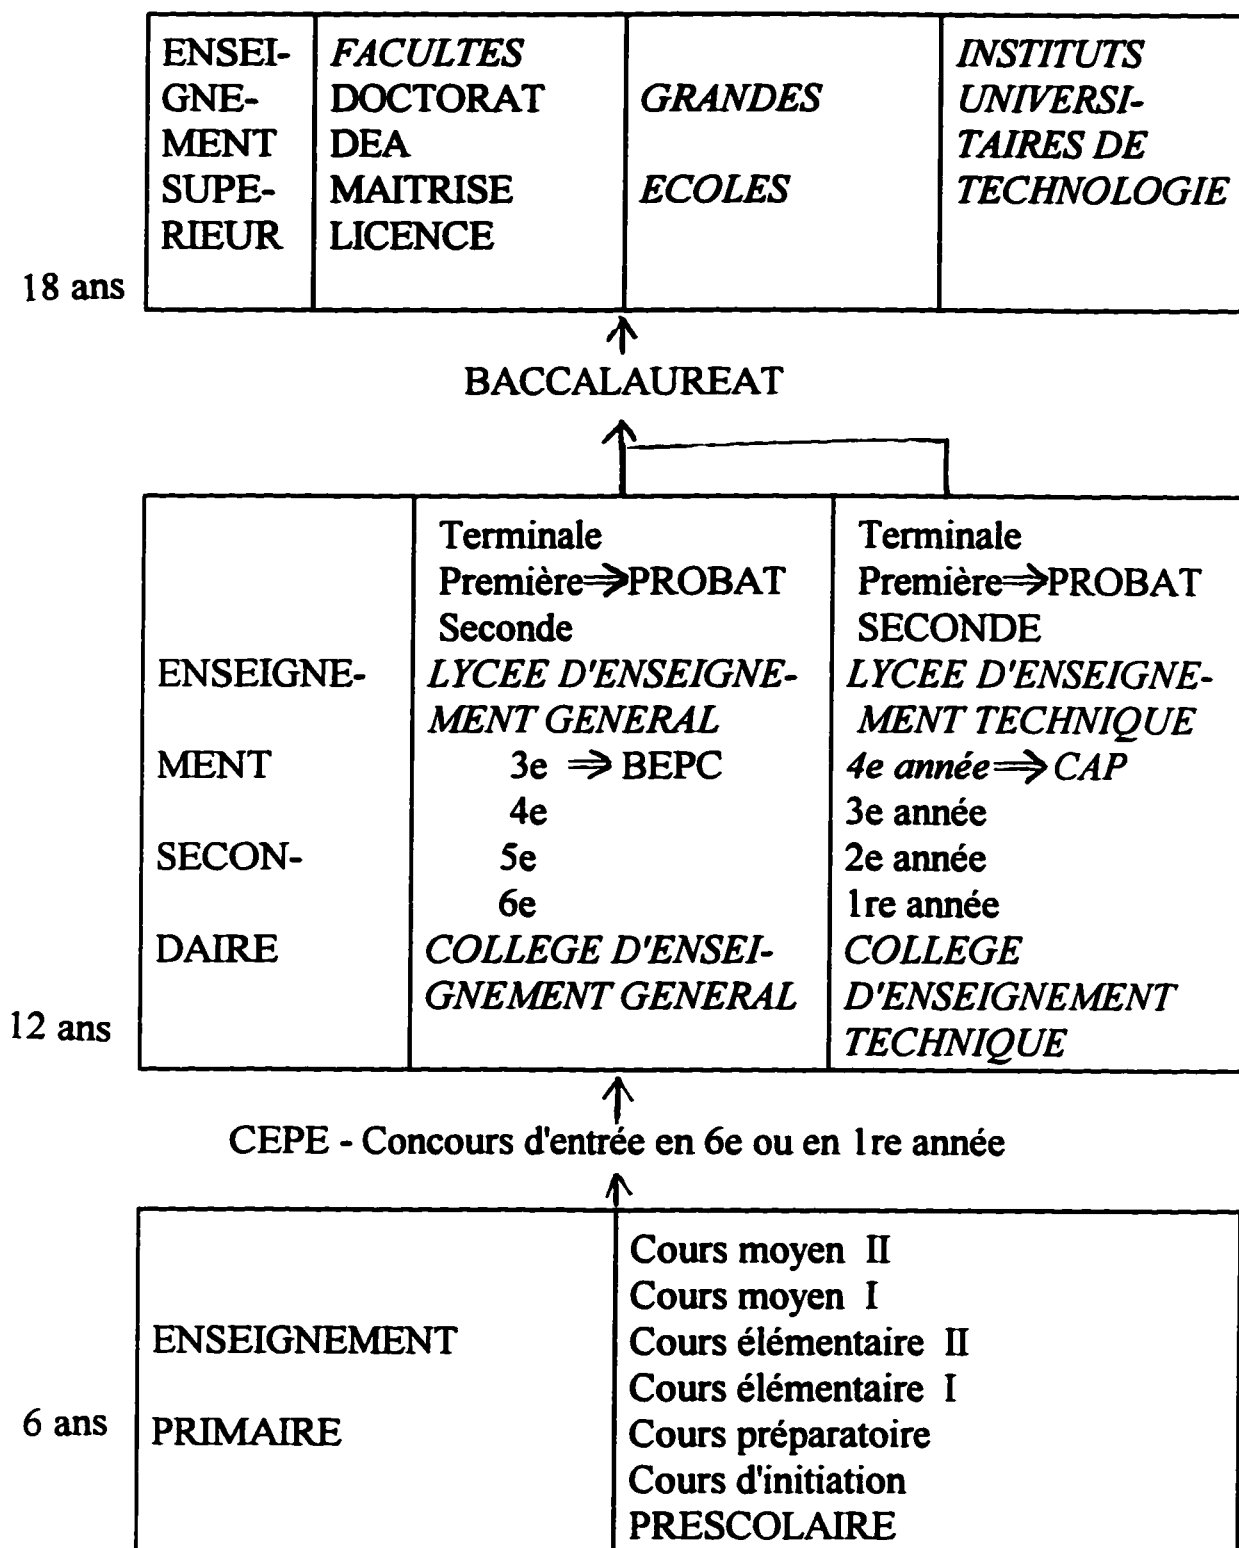 ENSEI- FACULTES INSTITUTS
GNE- DOCTORAT GRANDES UNIVERSI-
MENT DEA TAIRES DE
SUPE- MAITRISE ECOLES TECHNOLOGIE
RIEUR LICENCE
18 ans
BACCALAUREAT
Terminale Terminale
Première⇒PROBAT Première⇒PROBAT
Seconde SECONDE
ENSEIGNE- LYCEE D'ENSEIGNE- LYCEE D'ENSEIGNE-
MENT GENERAL MENT TECHNIQUE
MENT 3e ⇒ BEPC 4e année⇒ CAP
4e 3e année
SECON- 5e 2e année
6e 1re année
DAIRE COLLEGE D'ENSEI- COLLEGE
GNEMENT GENERAL D'ENSEIGNEMENT
12 ans TECHNIQUE
CEPE - Concours d'entrée en 6e ou en 1re année
Cours moyen II
Cours moyen I
ENSEIGNEMENT Cours élémentaire II
Cours élémentaire I
6 ans PRIMAIRE Cours préparatoire
Cours d'initiation
PRESCOLAIRE